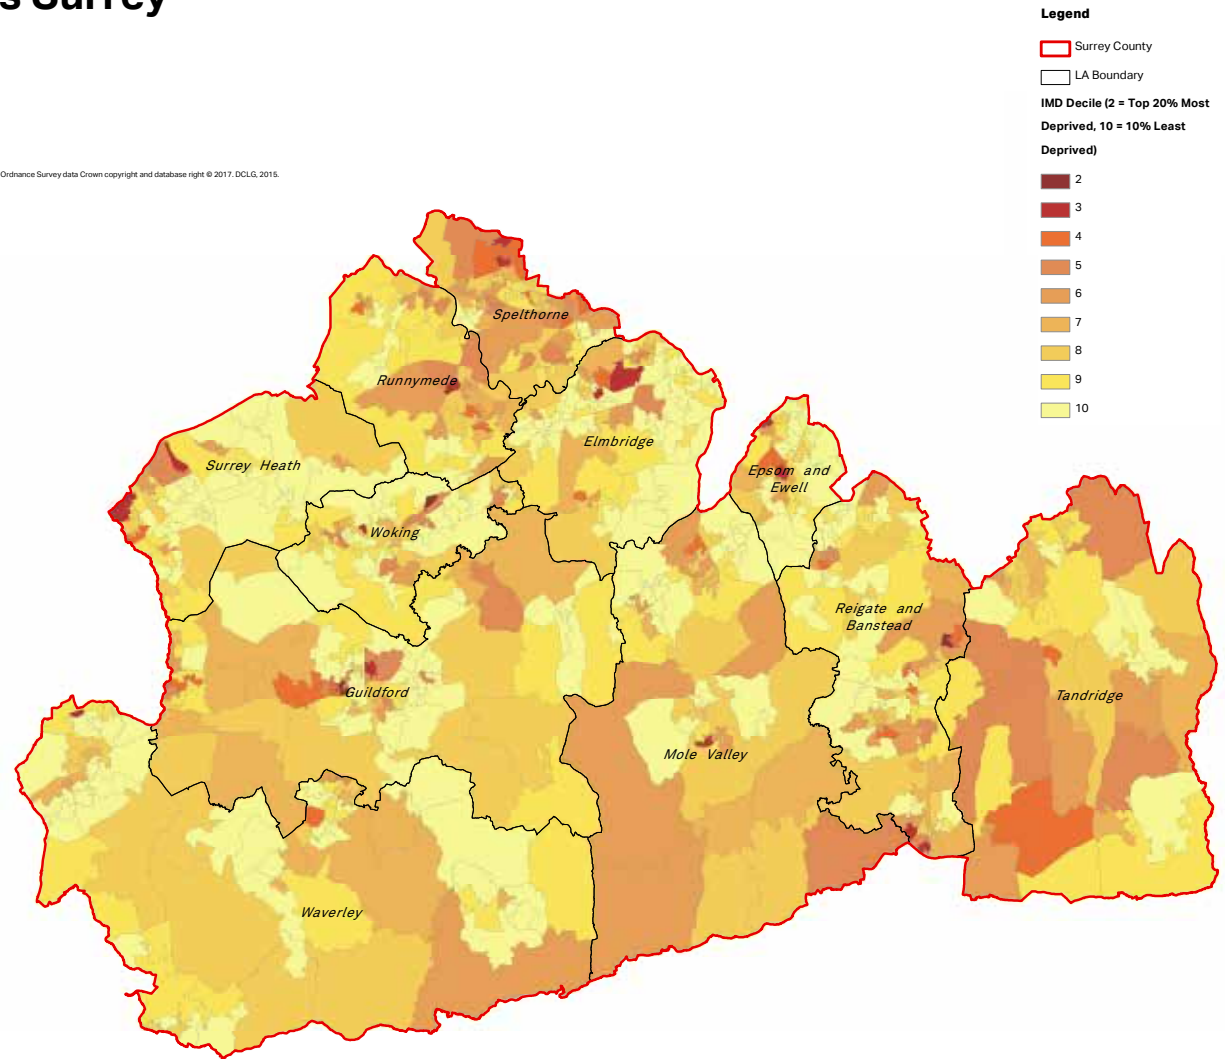 s Surrey
Legend
Surrey County
LA Boundary
IMD Decile (2 = Top 20% Most
Deprived, 10 = 10% Least
Deprived)
Ordnance Survey data Crown copyright and database right © 2017. DCLG, 2015.
2
3
4
5
6
7
8
9
10
Spelthorne
Runnymede
Elmbridge
Surrey Heath
Epsom and
Ewell
Woking
Reigate and
Banstead
Guildford
Tandridge
Mole Valley
Waverley